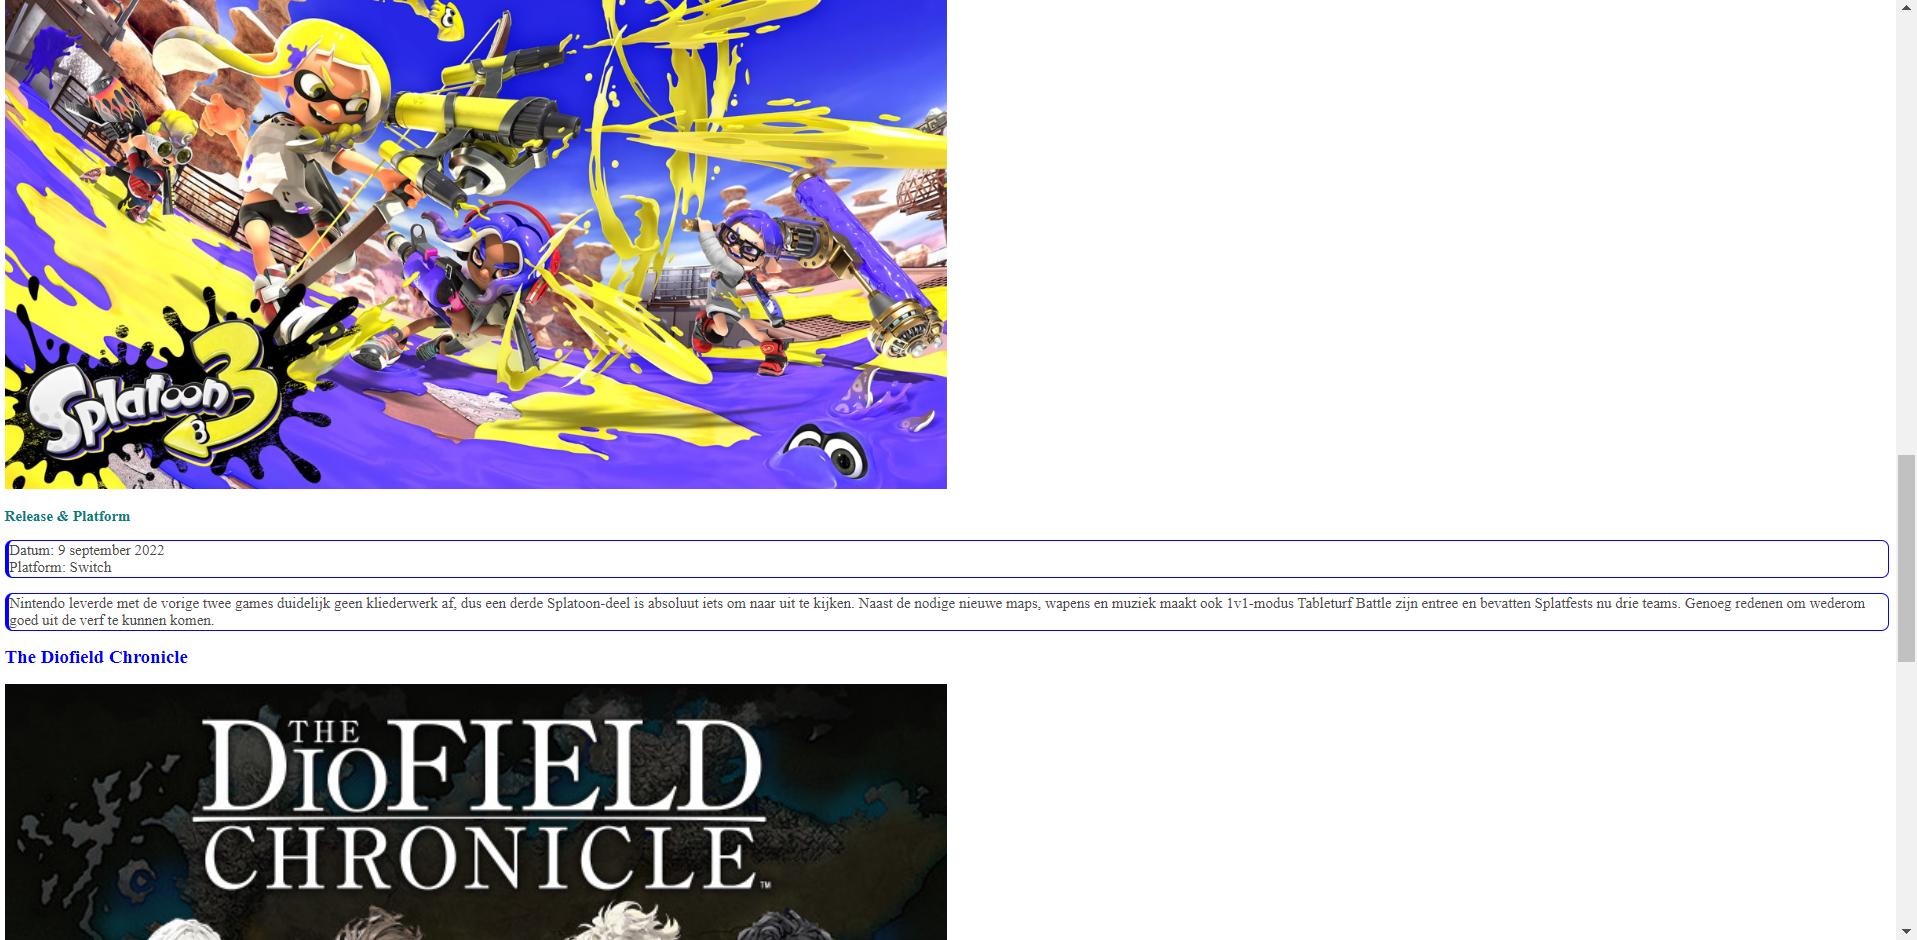 Splatoon 3
Release & Platform
Datum: 9 september 2022
Platform: Switch
Nintendo leverde met de vorige twee games duidelijk geen kliederwerk af, dus een derde Splatoon-deel is absoluut iets om naar uit te kijken. Naast de nodige nieuwe maps, wapens en muziek maakt ook 1v1-modus Tableturf Battle zijn entree en bevatten Splatfests nu drie teams. Genoeg redenen om wederom
goed uit de verf te kunnen komen.
The Diofield Chronicle
THE
DIOFIELD
CHRONICLE™